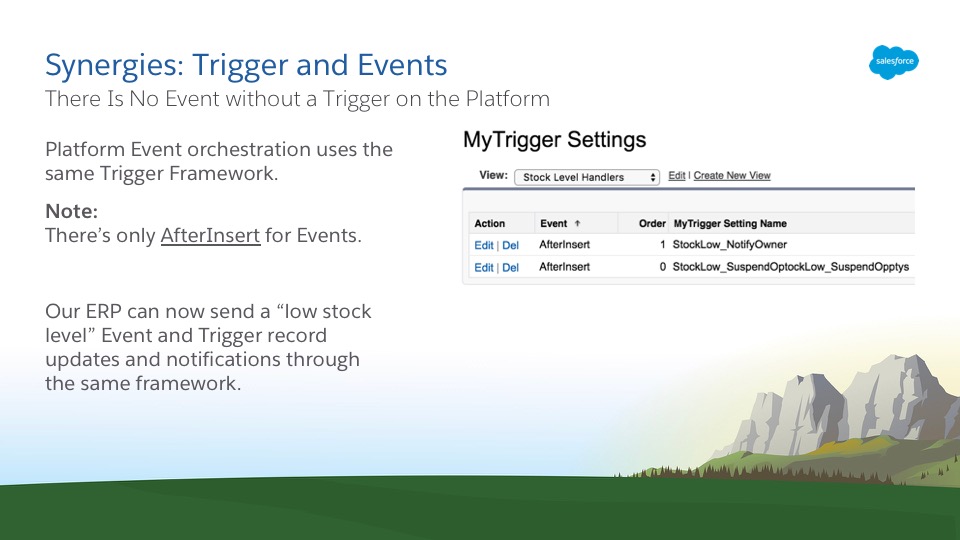 Synergies: Trigger and Events
There Is No Event without a Trigger on the Platform
salesforce
Platform Event orchestration uses the
same Trigger Framework.
Note:
There’s only AfterInsert for Events.
Our ERP can now send a “low stock
level” Event and Trigger record
updates and notifications through
the same framework.
MyTrigger Settings
View: Stock Level Handlers Edit | Create New View
Action Event ↑ Order MyTrigger Setting Name
Edit | Del AfterInsert 1 StockLow_NotifyOwner
Edit | Del AfterInsert 0 StockLow_SuspendOptockLow_SuspendOpptys